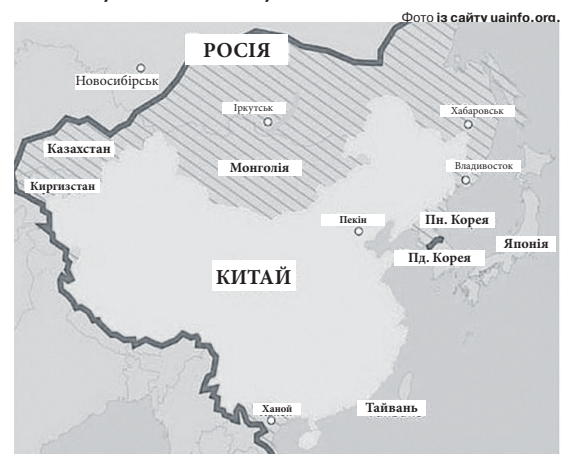 Фото із сайту uainfo.org.
РОСІЯ
Новосибірськ
Іркутськ
Хабаровськ
Казахстан
Монголія
Владивосток
Киргизстан
Пекін
Пн. Корея
Японія
Пд. Корея
КИТАЙ
Ханой
Тайвань